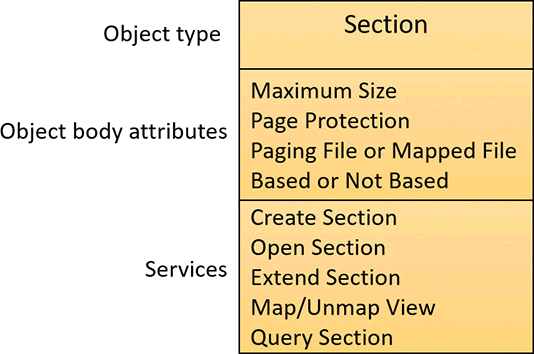 Object type
Section
Object body attributes
Maximum Size
Page Protection
Paging File or Mapped File
Based or Not Based
Services
Create Section
Open Section
Extend Section
Map/Unmap View
Query Section